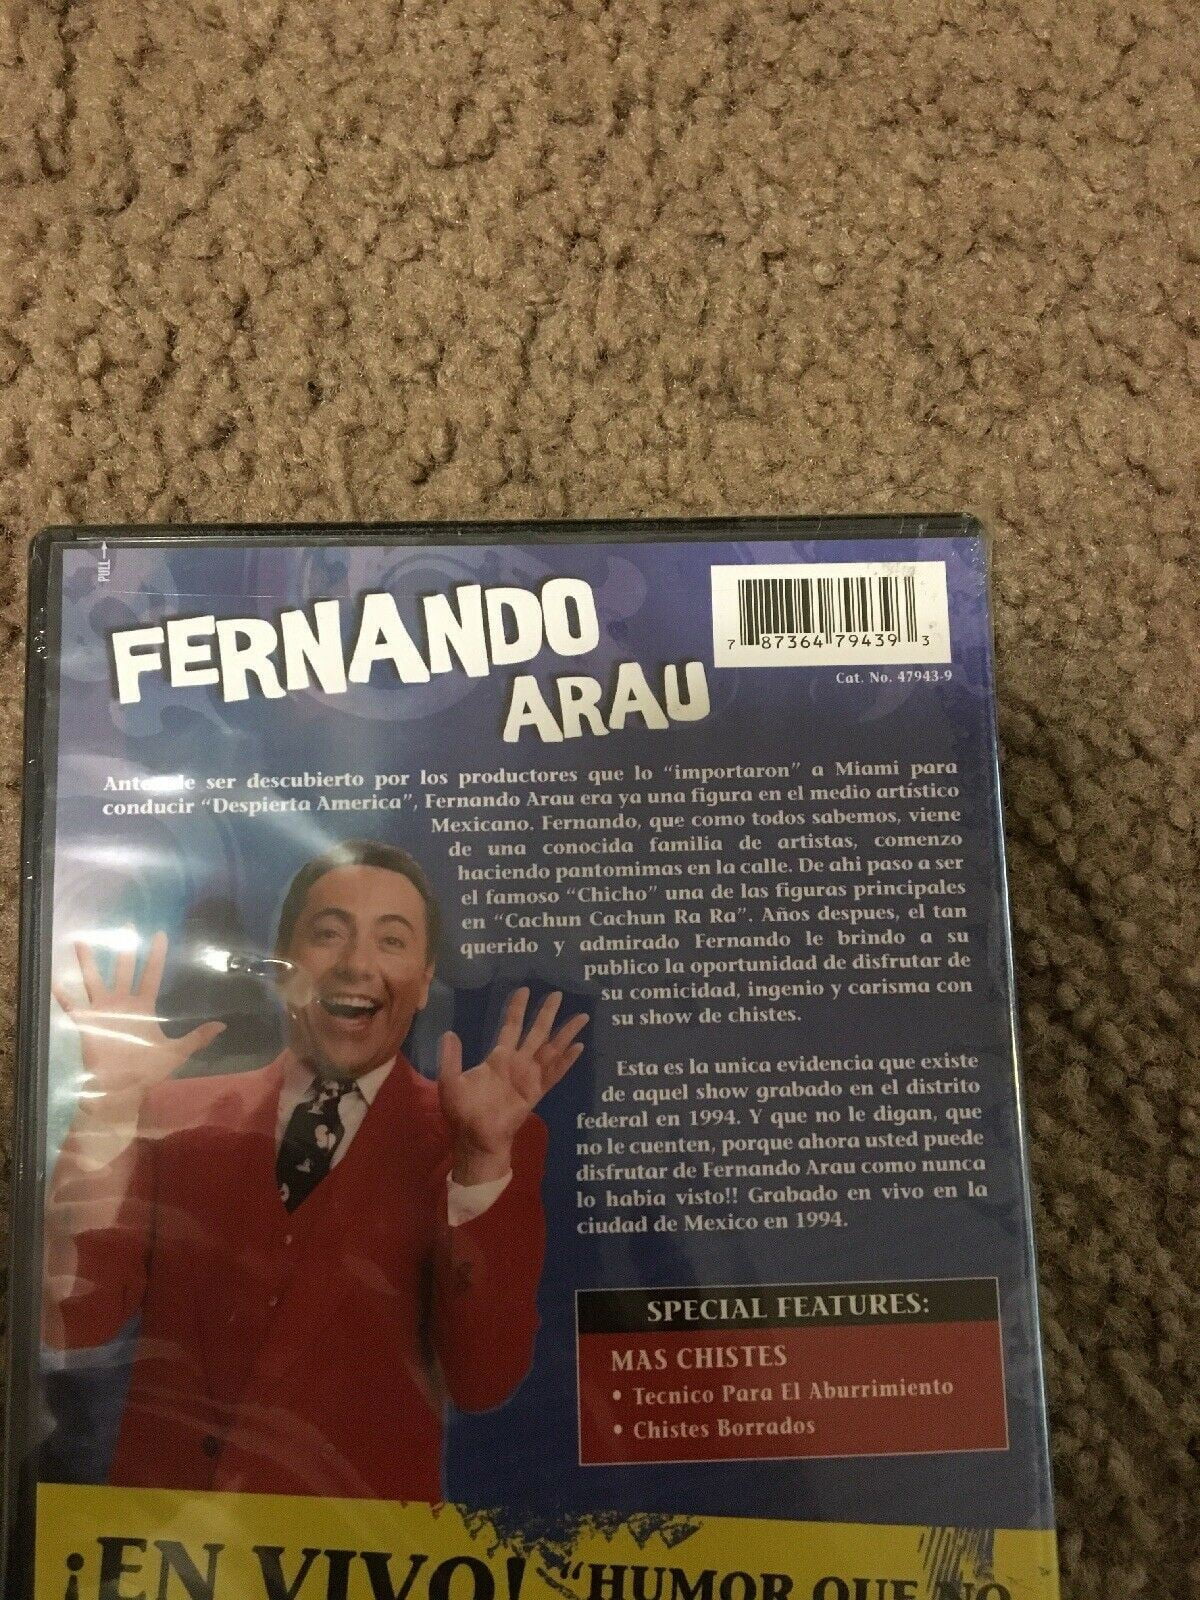 PULL
FERNANDO
ARAU
7 87364 79439 3
Cat. No. 47943-9
ser descubierto por los productores que lo "importaron" a Miami para
conducir "Despierta America", Fernando Arau era ya una figura en el medio artístico
Mexicano. Fernando, que como todos sabemos, viene
de una conocida familia de artistas, comenzo
haciendo pantomimas en la calle. De ahi paso a ser
el famoso "Chicho" una de las figuras principales
en "Cachun Cachun Ra Ra". Años despues, el tan
querido y admirado Fernando le brindo a su
publico la oportunidad de disfrutar de
su comicidad, ingenio y carisma con
su show de chistes.
Esta es la unica evidencia que existe
de aquel show grabado en el distrito
federal en 1994. Y que no le digan, que
no le cuenten, porque ahora usted puede
disfrutar de Fernando Arau como nunca
lo habia visto!! Grabado en vivo en la
ciudad de Mexico en 1994.
SPECIAL FEATURES:
MAS CHISTES
• Tecnico Para El Aburrimiento
• Chistes Borrados
¡EN VIVO! "HUMOR QUE NO